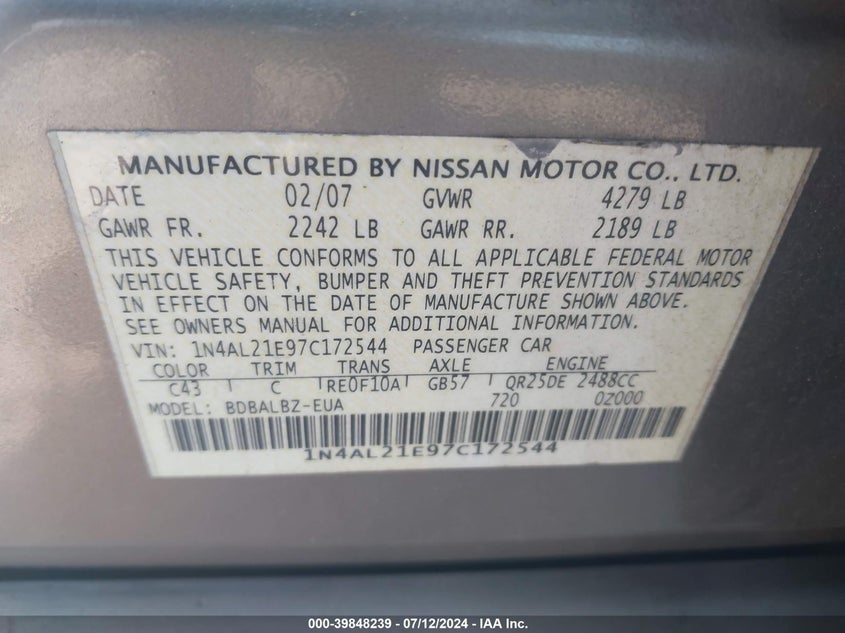 MANUFACTURED BY NISSAN MOTOR CO., LTD.
DATE 02/07 GVWR 4279 LB
GAWR FR. 2242 LB GAWR RR. 2189 LB
THIS VEHICLE CONFORMS TO ALL APPLICABLE FEDERAL MOTOR
VEHICLE SAFETY, BUMPER AND THEFT PREVENTION STANDARDS
IN EFFECT ON THE DATE OF MANUFACTURE SHOWN ABOVE.
SEE OWNERS MANUAL FOR ADDITIONAL INFORMATION.
VIN: 1N4AL21E97C172544 PASSENGER CAR
COLOR TRIM TRANS AXLE ENGINE
C43 C RE0F10A GB57 QR25DE 2488CC
MODEL: BDBALBZ-EUA 720 0Z000
1N4AL21E97C172544
000-39848239 - 07/12/2024 - IAA Inc.